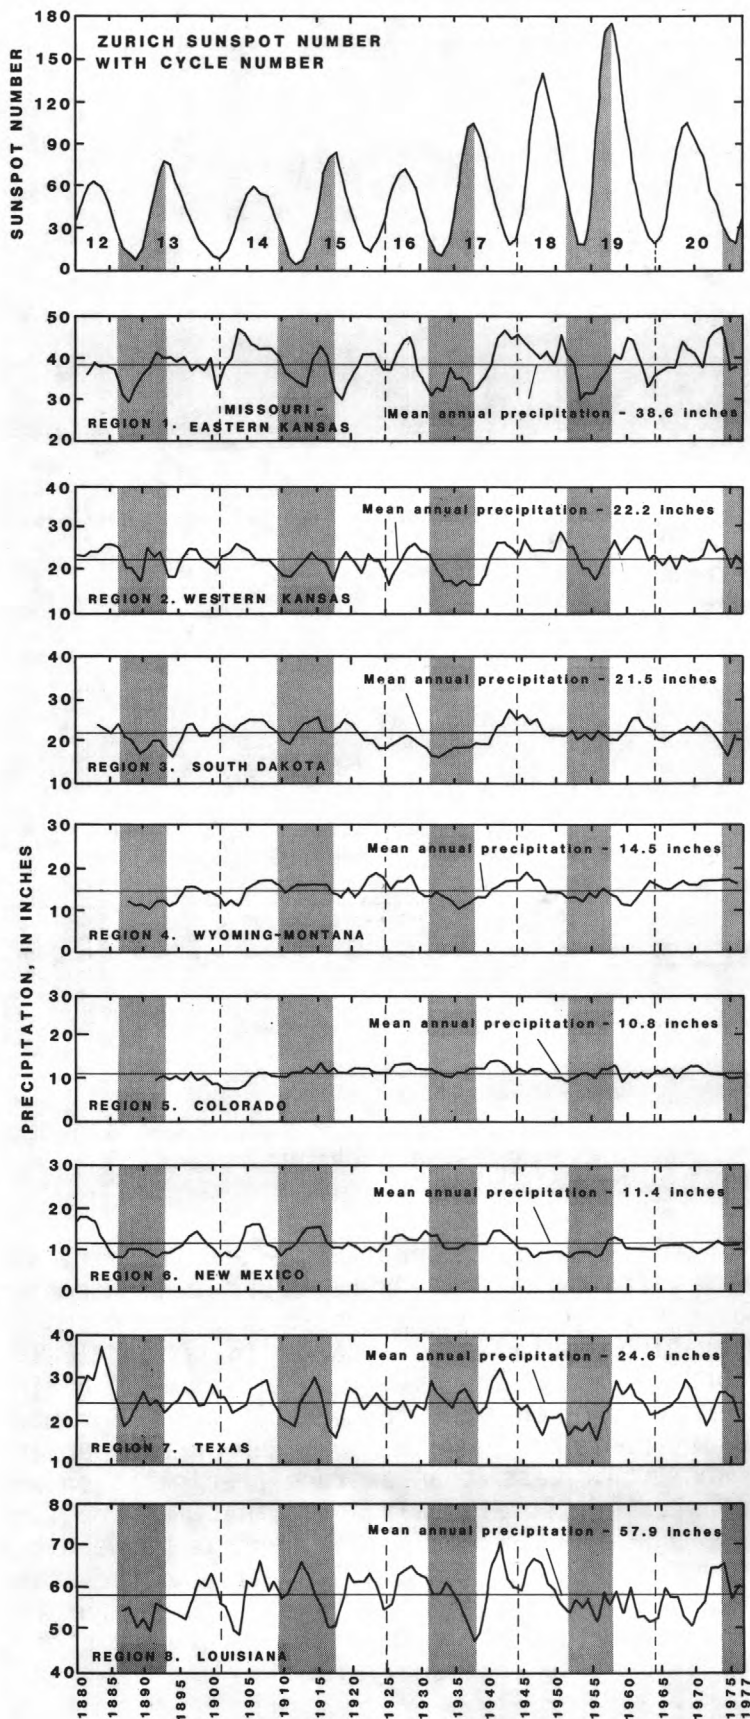 ZURICH SUNSPOT NUMBER
WITH CYCLE NUMBER
SUNSPOT NUMBER
180
150
120
90
60
30
0
12 13 14 15 16 17 18 19 20
PRECIPITATION, IN INCHES
50
40
30
20
REGION 1. MISSOURI -
EASTERN KANSAS
Mean annual precipitation - 38.6 inches
40
30
20
10
Mean annual precipitation - 22.2 inches
REGION 2. WESTERN KANSAS
40
30
20
10
Mean annual precipitation - 21.5 inches
REGION 3. SOUTH DAKOTA
30
20
10
0
Mean annual precipitation - 14.5 inches
REGION 4. WYOMING-MONTANA
30
20
10
0
Mean annual precipitation - 10.8 inches
REGION 5. COLORADO
30
20
10
0
Mean annual precipitation - 11.4 inches
REGION 6. NEW MEXICO
40
30
20
10
Mean annual precipitation - 24.6 inches
REGION 7. TEXAS
80
70
60
50
40
Mean annual precipitation - 57.9 inches
REGION 8. LOUISIANA
1880 1885 1890 1895 1900 1905 1910 1915 1920 1925 1930 1935 1940 1945 1950 1955 1960 1965 1970 1975 1977